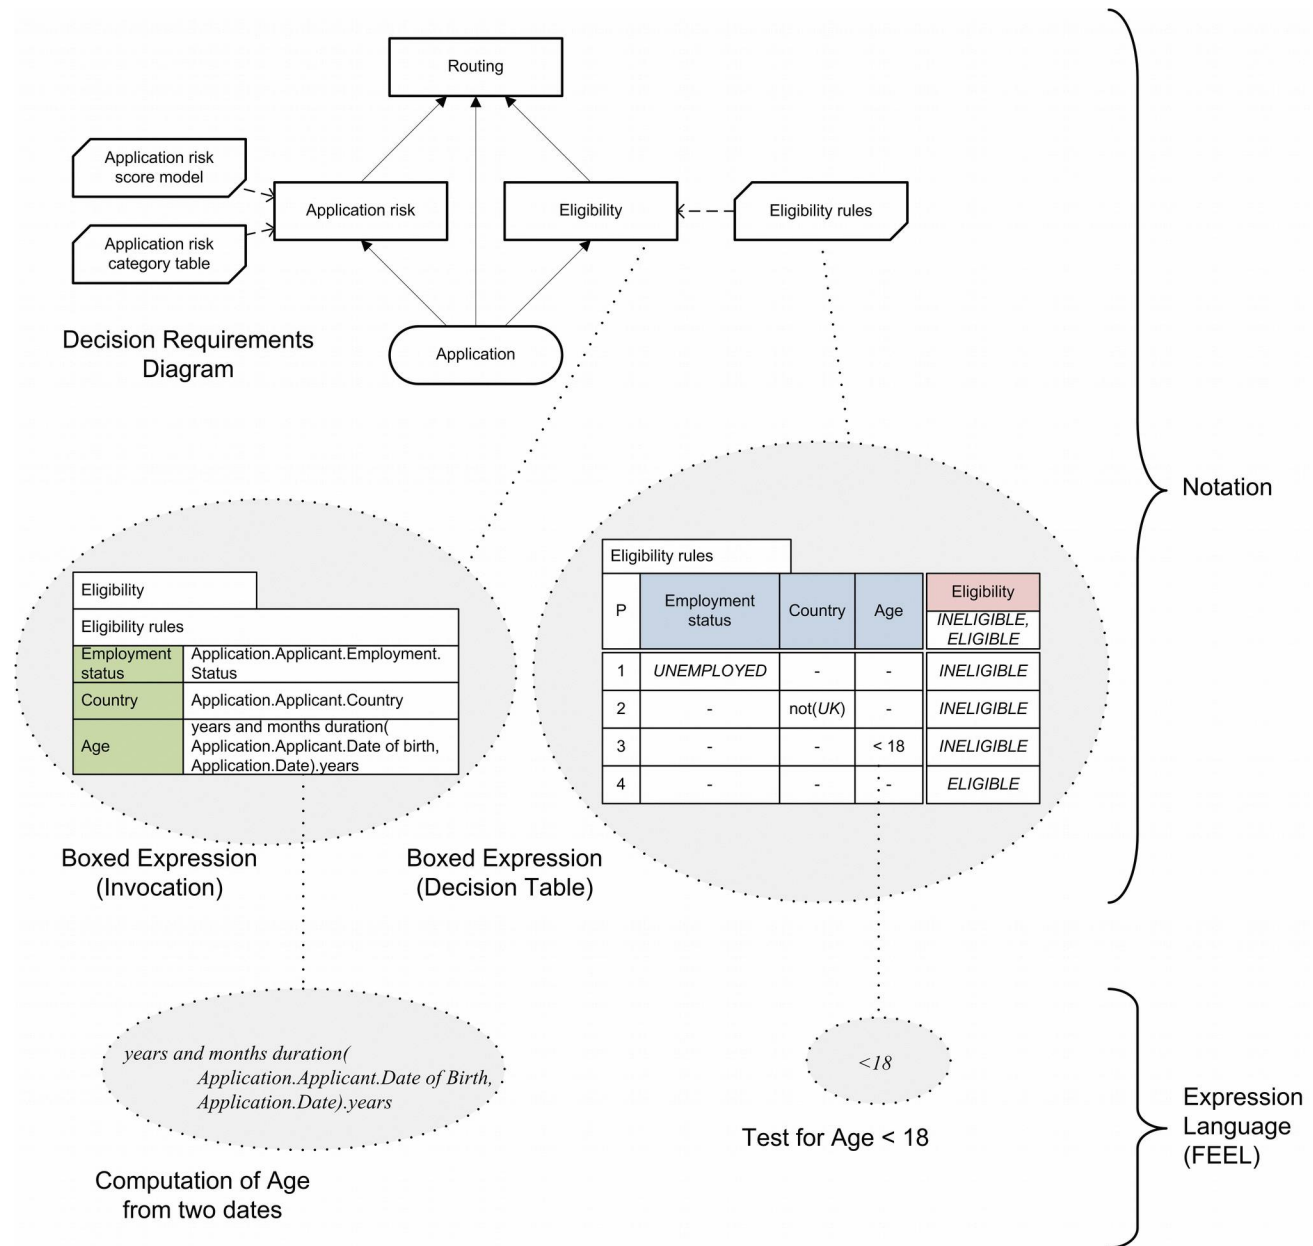 Routing
Application risk
score model
Application risk
Eligibility
Eligibility rules
Application risk
category table
Decision Requirements
Diagram
Application
Notation
Eligibility
Eligibility rules
Employment
status
Application.Applicant.Employment.
Status
Country
Application.Applicant.Country
Age
years and months duration(
Application.Applicant.Date of birth,
Application.Date).years
Boxed Expression
(Invocation)
Eligibility rules
P
Employment
status
Country
Age
Eligibility
INELIGIBLE,
ELIGIBLE
1 UNEMPLOYED - - INELIGIBLE
2 - not(UK) - INELIGIBLE
3 - - < 18 INELIGIBLE
4 - - - ELIGIBLE
Boxed Expression
(Decision Table)
years and months duration(
Application.Applicant.Date of Birth,
Application.Date).years
Computation of Age
from two dates
<18
Test for Age < 18
Expression
Language
(FEEL)